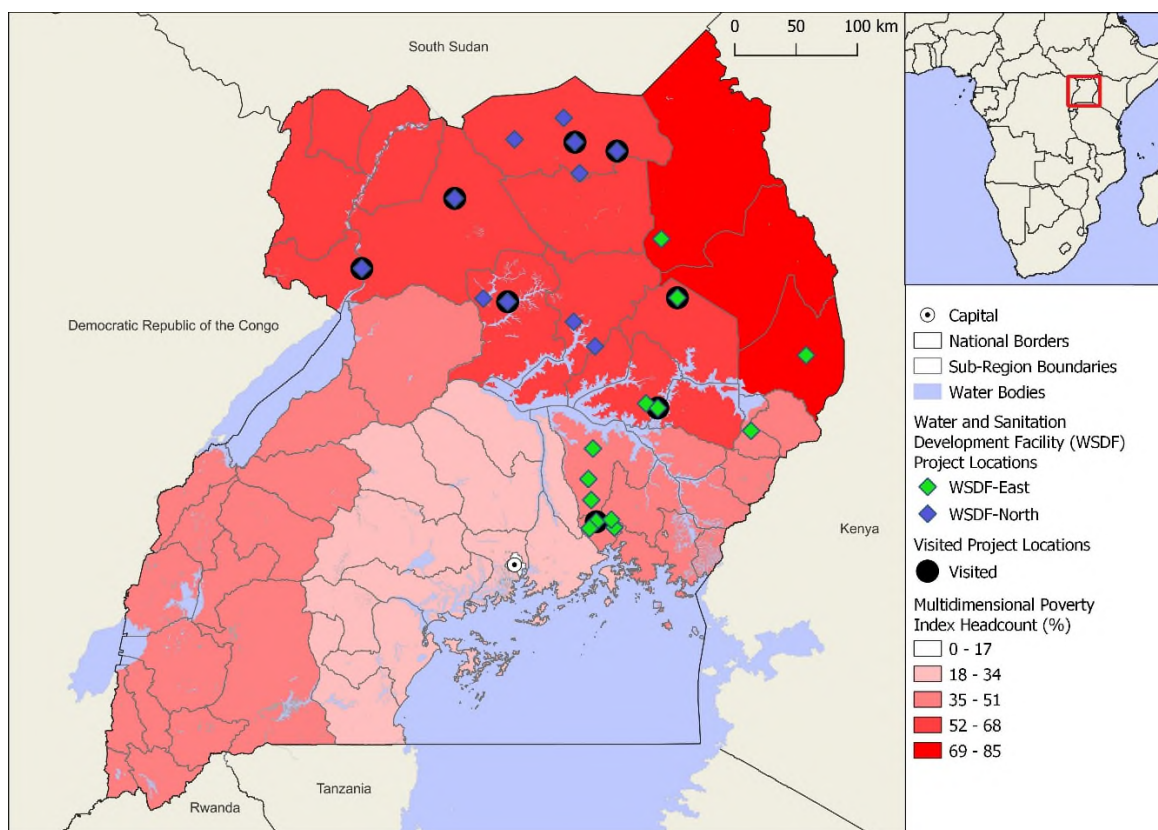 South Sudan
0 50 100 km
Democratic Republic of the Congo
Kenya
Tanzania
Rwanda
Capital
National Borders
Sub-Region Boundaries
Water Bodies
Water and Sanitation
Development Facility (WSDF)
Project Locations
WSDF-East
WSDF-North
Visited Project Locations
Visited
Multidimensional Poverty
Index Headcount (%)
0 - 17
18 - 34
35 - 51
52 - 68
69 - 85